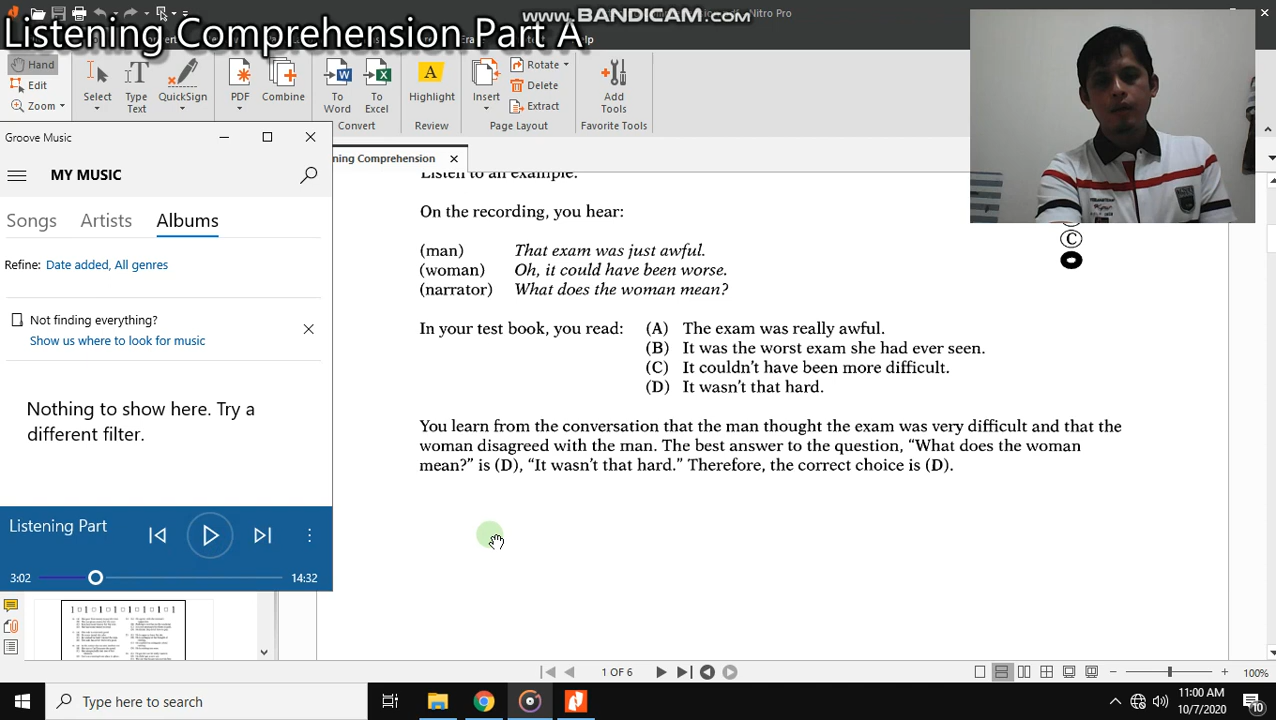 www.BANDICAM.com
Nitro Pro
Listening Comprehension Part A
Hand
Edit
Zoom
Select
Type Text
QuickSign
PDF
Combine
To Word
To Excel
Convert
Highlight
Review
Insert
Rotate
Delete
Extract
Page Layout
Add Tools
Favorite Tools
Groove Music
ning Comprehension
MY MUSIC
Songs Artists Albums
Refine: Date added, All genres
Not finding everything?
Show us where to look for music
Nothing to show here. Try a
different filter.
Listening Part
3:02
14:32
Listen to an example.
On the recording, you hear:
(man) That exam was just awful.
(woman) Oh, it could have been worse.
(narrator) What does the woman mean?
C
In your test book, you read: (A) The exam was really awful.
(B) It was the worst exam she had ever seen.
(C) It couldn't have been more difficult.
(D) It wasn't that hard.
You learn from the conversation that the man thought the exam was very difficult and that the
woman disagreed with the man. The best answer to the question, “What does the woman
mean?” is (D), “It wasn't that hard.” Therefore, the correct choice is (D).
1 OF 6
100%
Type here to search
11:00 AM
10/7/2020
10